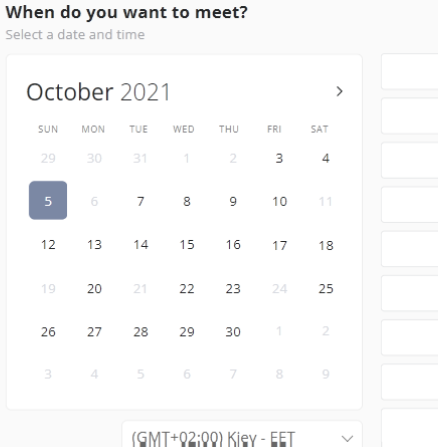 When do you want to meet?
Select a date and time
October 2021
SUN MON TUE WED THU FRI SAT
29 30 31 1 2 3 4
5 6 7 8 9 10 11
12 13 14 15 16 17 18
19 20 21 22 23 24 25
26 27 28 29 30 1 2
3 4 5 6 7 8 9
(GMT+02:00) Kiev - EET